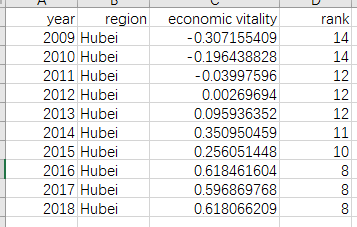 year region economic vitality rank
2009 Hubei -0.307155409 14
2010 Hubei -0.196438828 14
2011 Hubei -0.03997596 12
2012 Hubei 0.00269694 12
2013 Hubei 0.095936352 12
2014 Hubei 0.350950459 11
2015 Hubei 0.256051448 10
2016 Hubei 0.618461604 8
2017 Hubei 0.596869768 8
2018 Hubei 0.618066209 8